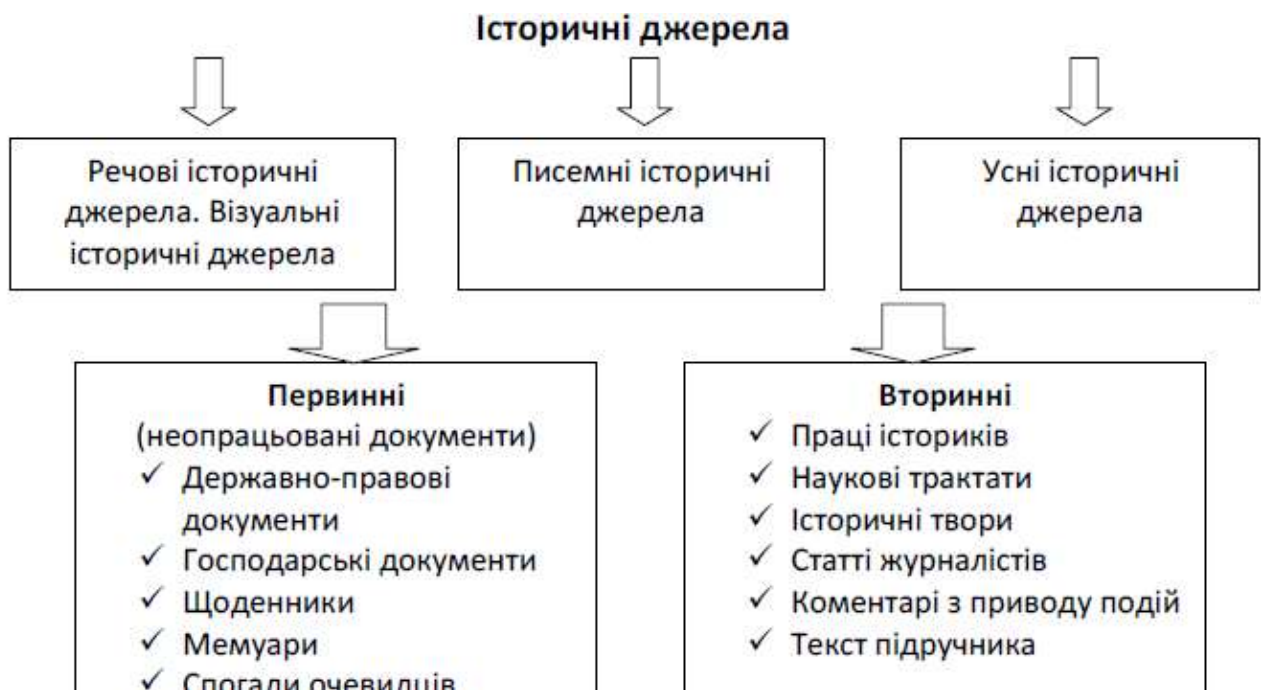 Історичні джерела
Речові історичні
джерела. Візуальні
історичні джерела
Писемні історичні
джерела
Усні історичні
джерела
Первинні
(неопрацьовані документи)
✓ Державно-правові
документи
✓ Господарські документи
✓ Щоденники
✓ Мемуари
✓ Спогади очевидців
Вторинні
✓ Праці істориків
✓ Наукові трактати
✓ Історичні твори
✓ Статті журналістів
✓ Коментарі з приводу подій
✓ Текст підручника